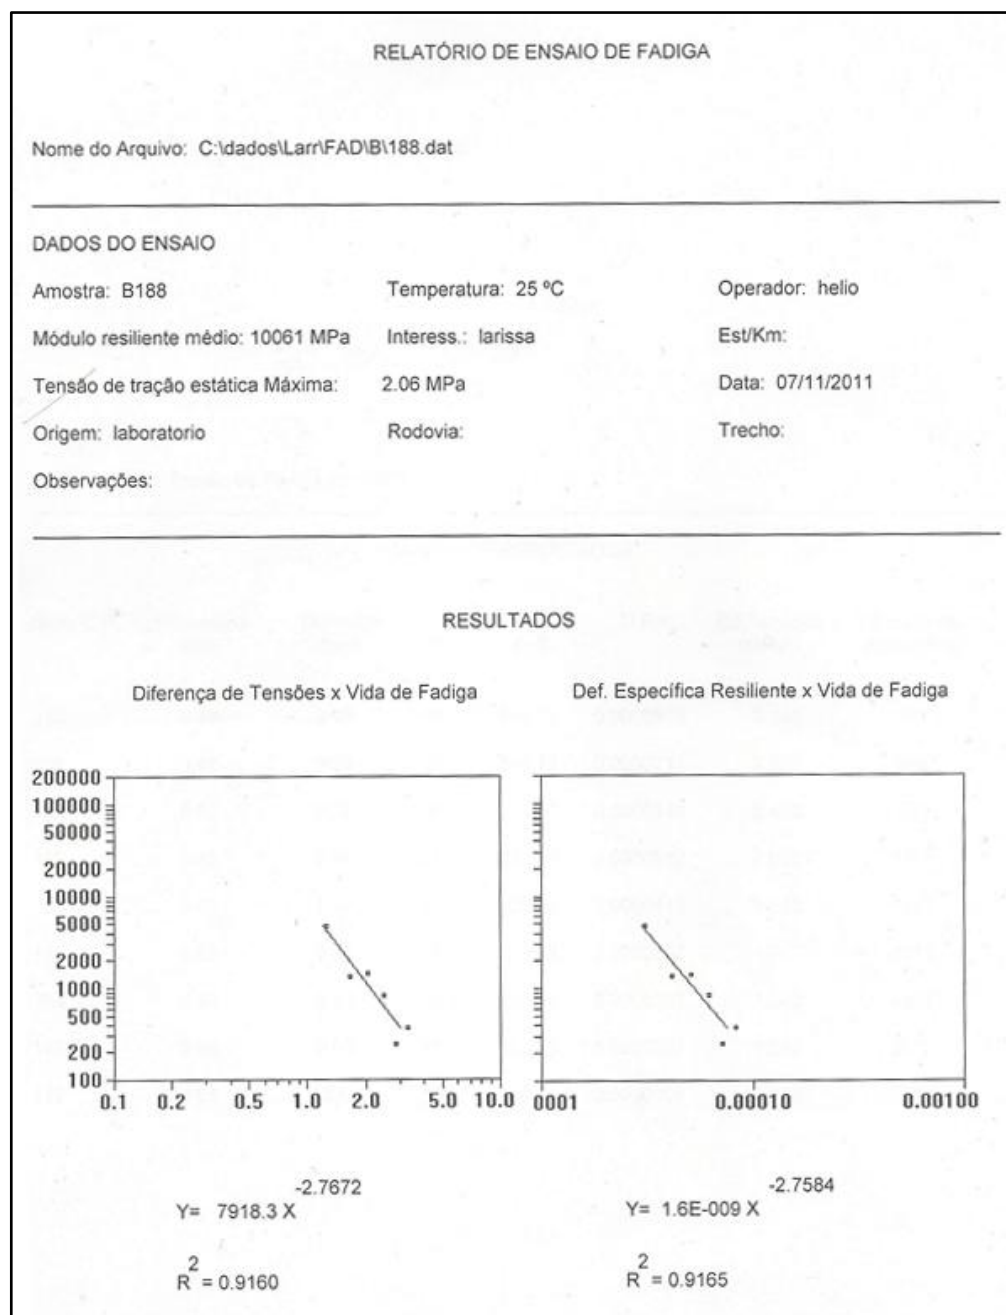 RELATÓRIO DE ENSAIO DE FADIGA
Nome do Arquivo: C:\dados\Larr\FAD\B\188.dat
DADOS DO ENSAIO
Amostra: B188 Temperatura: 25 ºC Operador: helio
Módulo resiliente médio: 10061 MPa Interess.: larissa Est/Km:
Tensão de tração estática Máxima: 2.06 MPa Data: 07/11/2011
Origem: laboratorio Rodovia: Trecho:
Observações:
RESULTADOS
Diferença de Tensões x Vida de Fadiga Def. Específica Resiliente x Vida de Fadiga
200000
100000
50000
20000
10000
5000
2000
1000
500
200
100
0.1 0.2 0.5 1.0 2.0 5.0 10.0 0001 0.00010 0.00100
-2.7672 -2.7584
Y= 7918.3 X Y= 1.6E-009 X
2 2
R = 0.9160 R = 0.9165